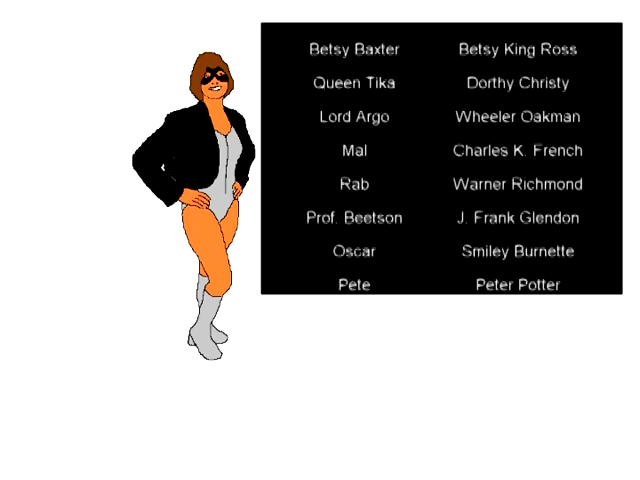 Betsy Baxter Betsy King Ross
Queen Tika Dorthy Christy
Lord Argo Wheeler Oakman
Mal Charles K. French
Rab Warner Richmond
Prof. Beetson J. Frank Glendon
Oscar Smiley Burnette
Pete Peter Potter